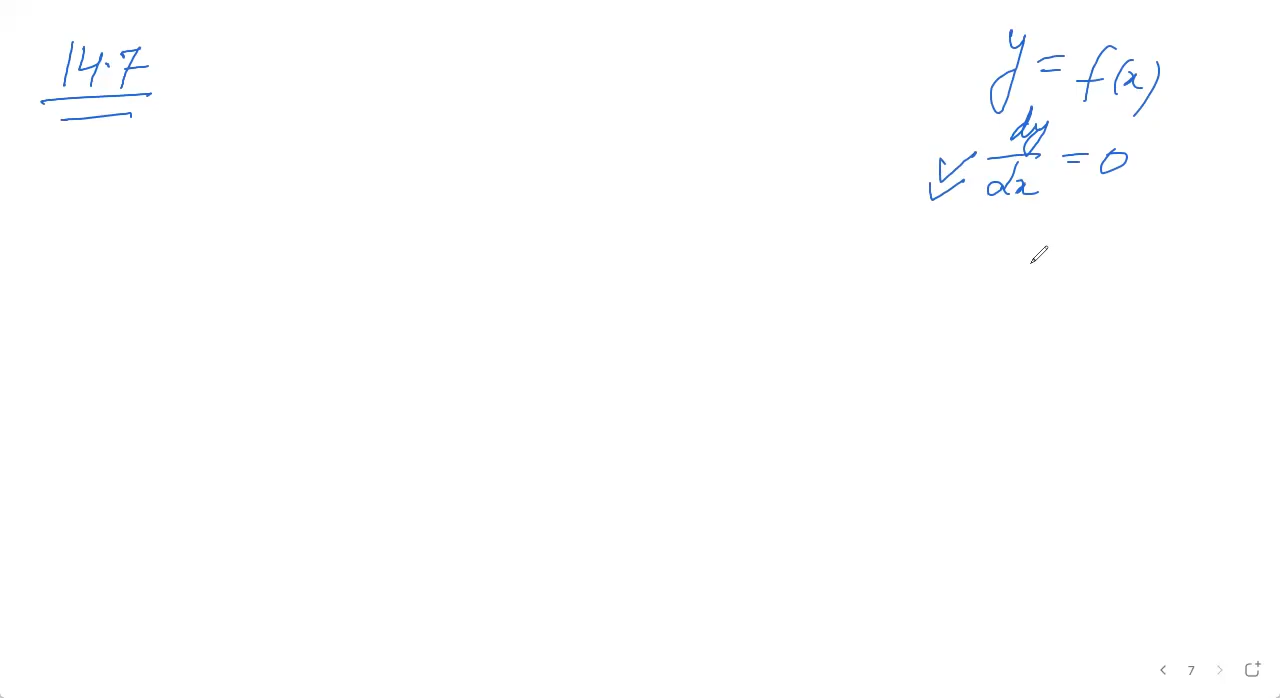 14.7
y = f(x)
✓✓ dy/dx = 0
7